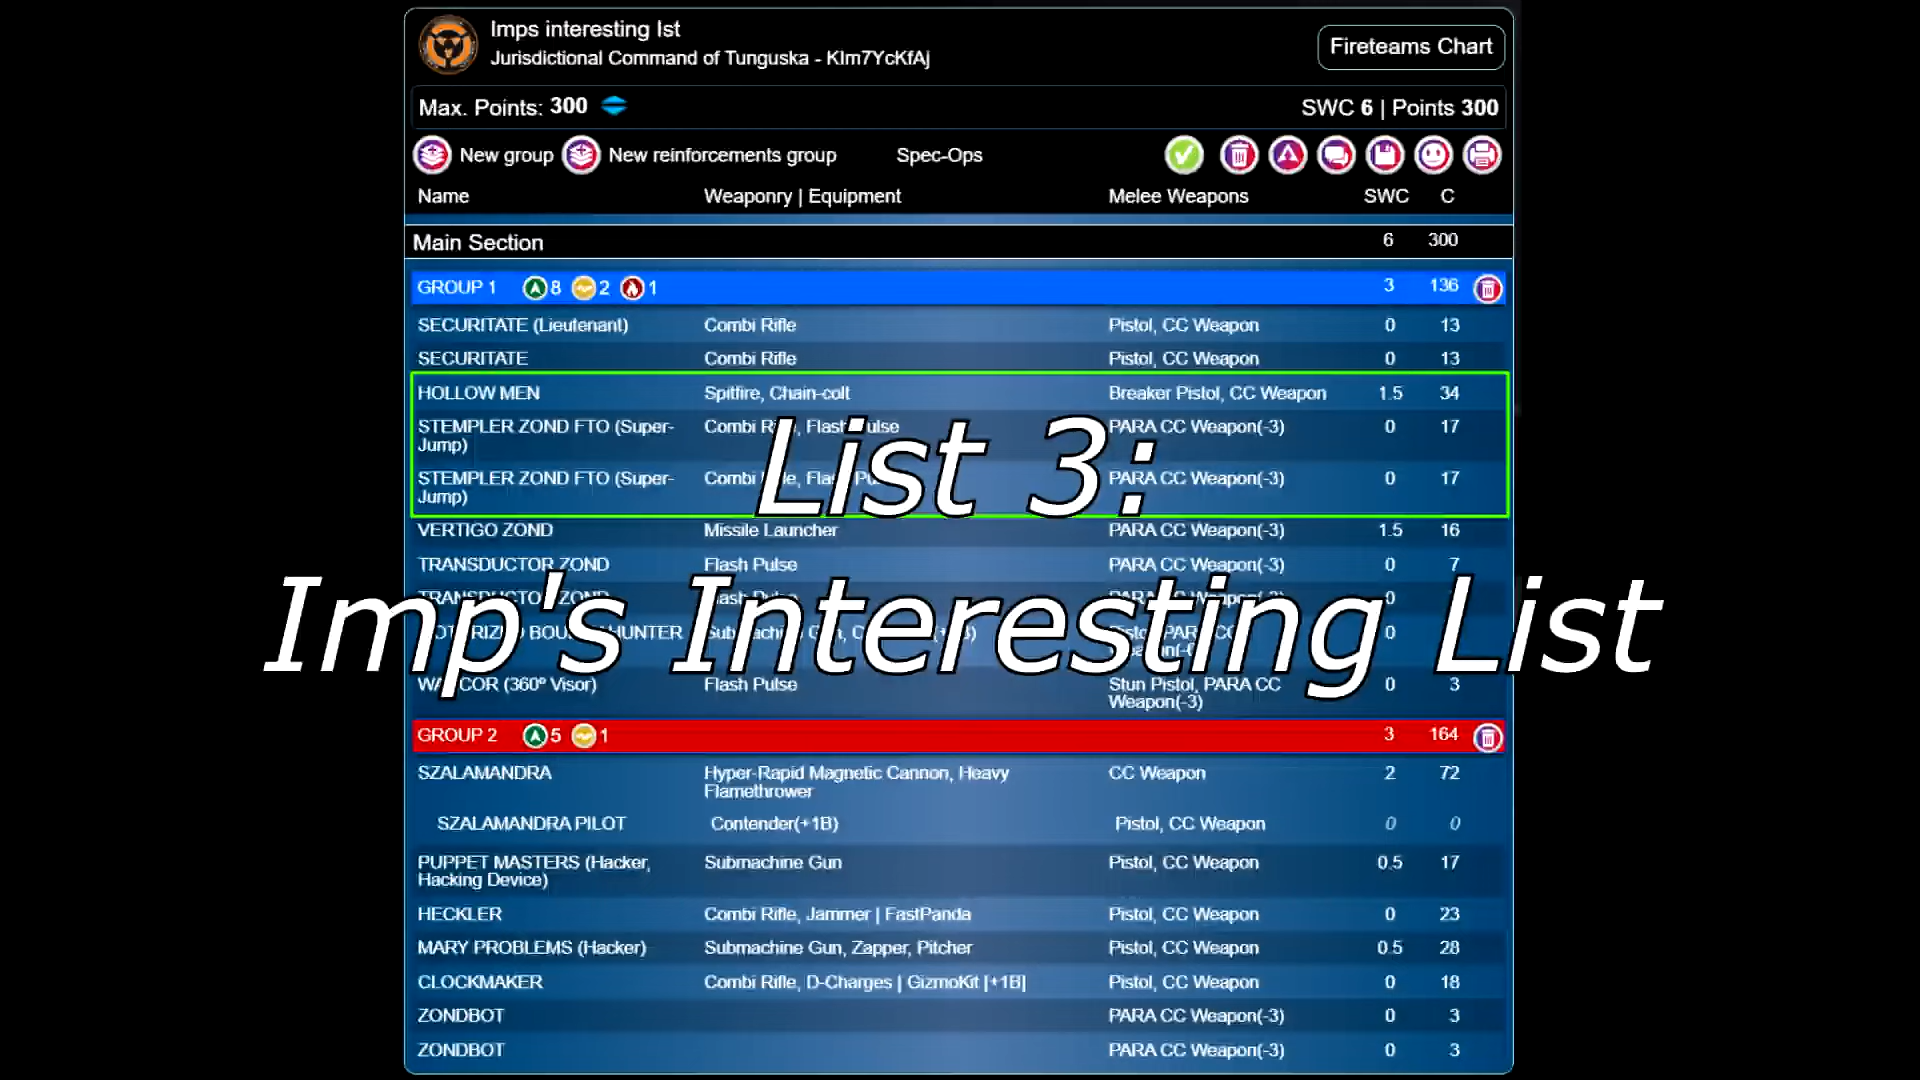 Imps interesting lst
Jurisdictional Command of Tunguska - KIm7YcKfAj
Fireteams Chart
Max. Points: 300
SWC 6 | Points 300
New group
New reinforcements group
Spec-Ops
Name Weaponry | Equipment Melee Weapons SWC C
Main Section 6 300
GROUP 1 8 2 1 3 136
SECURITATE (Lieutenant) Combi Rifle Pistol, CC Weapon 0 13
SECURITATE Combi Rifle Pistol, CC Weapon 0 13
HOLLOW MEN Spitfire, Chain-colt Breaker Pistol, CC Weapon 1.5 34
STEMPLER ZOND FTO (Super- Combi Flash PARA CC Weapon(-3) 0 17
Jump)
STEMPLER ZOND FTO (Super- Combi PARA CC Weapon(-3) 0 17
Jump)
List 3:
VERTIGO ZOND Missile Launcher PARA CC Weapon(-3) 1.5 16
TRANSDUCTOR ZOND Flash Pulse PARA CC Weapon(-3) 0 7
0
Imp's Interesting List
HUNTER 0
(360º Visor) Flash Pulse Stun Pistol, PARA CC 0 3
Weapon(-3)
GROUP 2 5 1 3 164
SZALAMANDRA Hyper-Rapid Magnetic Cannon, Heavy CC Weapon 2 72
Flamethrower
SZALAMANDRA PILOT Contender(+1B) Pistol, CC Weapon 0 0
PUPPET MASTERS (Hacker, Submachine Gun Pistol, CC Weapon 0.5 17
Hacking Device)
HECKLER Combi Rifle, Jammer | FastPanda Pistol, CC Weapon 0 23
MARY PROBLEMS (Hacker) Submachine Gun, Zapper, Pitcher Pistol, CC Weapon 0.5 28
CLOCKMAKER Combi Rifle, D-Charges | GizmoKit [+1B] Pistol, CC Weapon 0 18
ZONDBOT PARA CC Weapon(-3) 0 3
ZONDBOT PARA CC Weapon(-3) 0 3